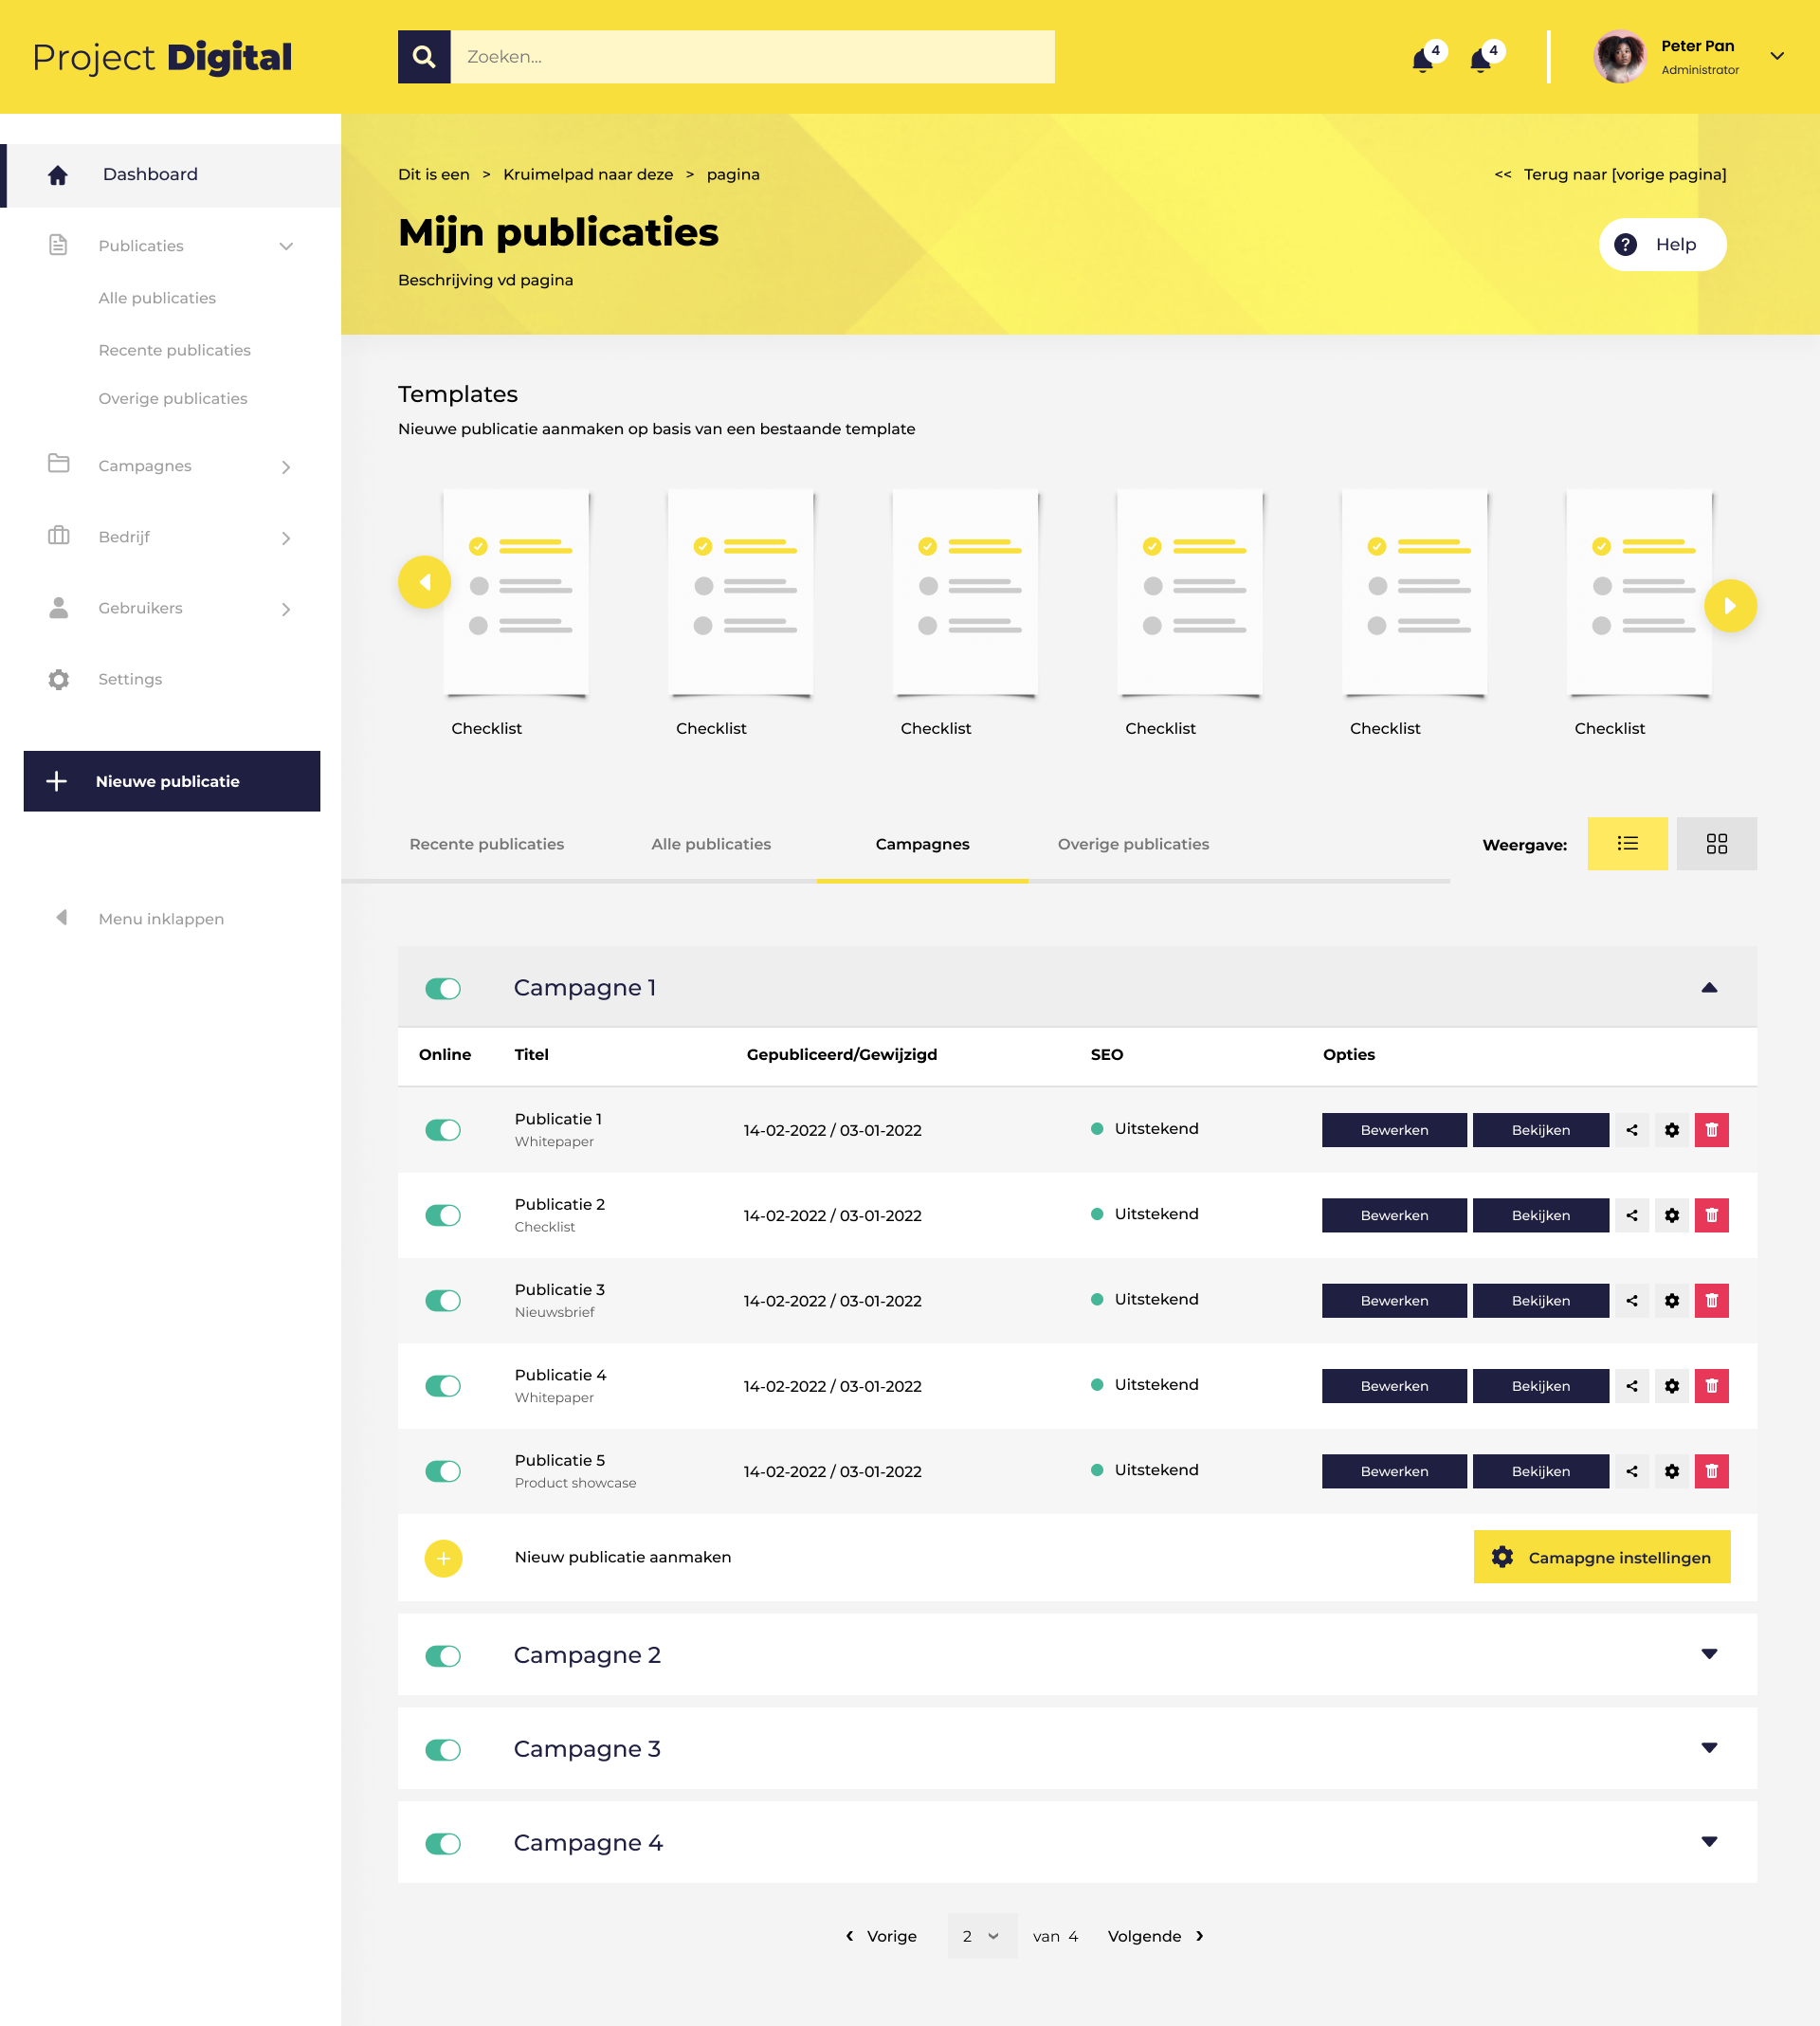 Project Digital
Zoeken...
4
4
Peter Pan
Administrator
Dashboard
Publicaties
Alle publicaties
Recente publicaties
Overige publicaties
Campagnes
Bedrijf
Gebruikers
Settings
Nieuwe publicatie
Menu inklappen
Dit is een > Kruimelpad naar deze > pagina
<< Terug naar [vorige pagina]
Mijn publicaties
? Help
Beschrijving vd pagina
Templates
Nieuwe publicatie aanmaken op basis van een bestaande template
Checklist Checklist Checklist Checklist Checklist Checklist
Recente publicaties Alle publicaties Campagnes Overige publicaties
Weergave:
Campagne 1
Online Titel Gepubliceerd/Gewijzigd SEO Opties
Publicatie 1
Whitepaper
14-02-2022 / 03-01-2022 Uitstekend Bewerken Bekijken
Publicatie 2
Checklist
14-02-2022 / 03-01-2022 Uitstekend Bewerken Bekijken
Publicatie 3
Nieuwsbrief
14-02-2022 / 03-01-2022 Uitstekend Bewerken Bekijken
Publicatie 4
Whitepaper
14-02-2022 / 03-01-2022 Uitstekend Bewerken Bekijken
Publicatie 5
Product showcase
14-02-2022 / 03-01-2022 Uitstekend Bewerken Bekijken
Nieuw publicatie aanmaken
Camapgne instellingen
Campagne 2
Campagne 3
Campagne 4
Vorige 2 van 4 Volgende